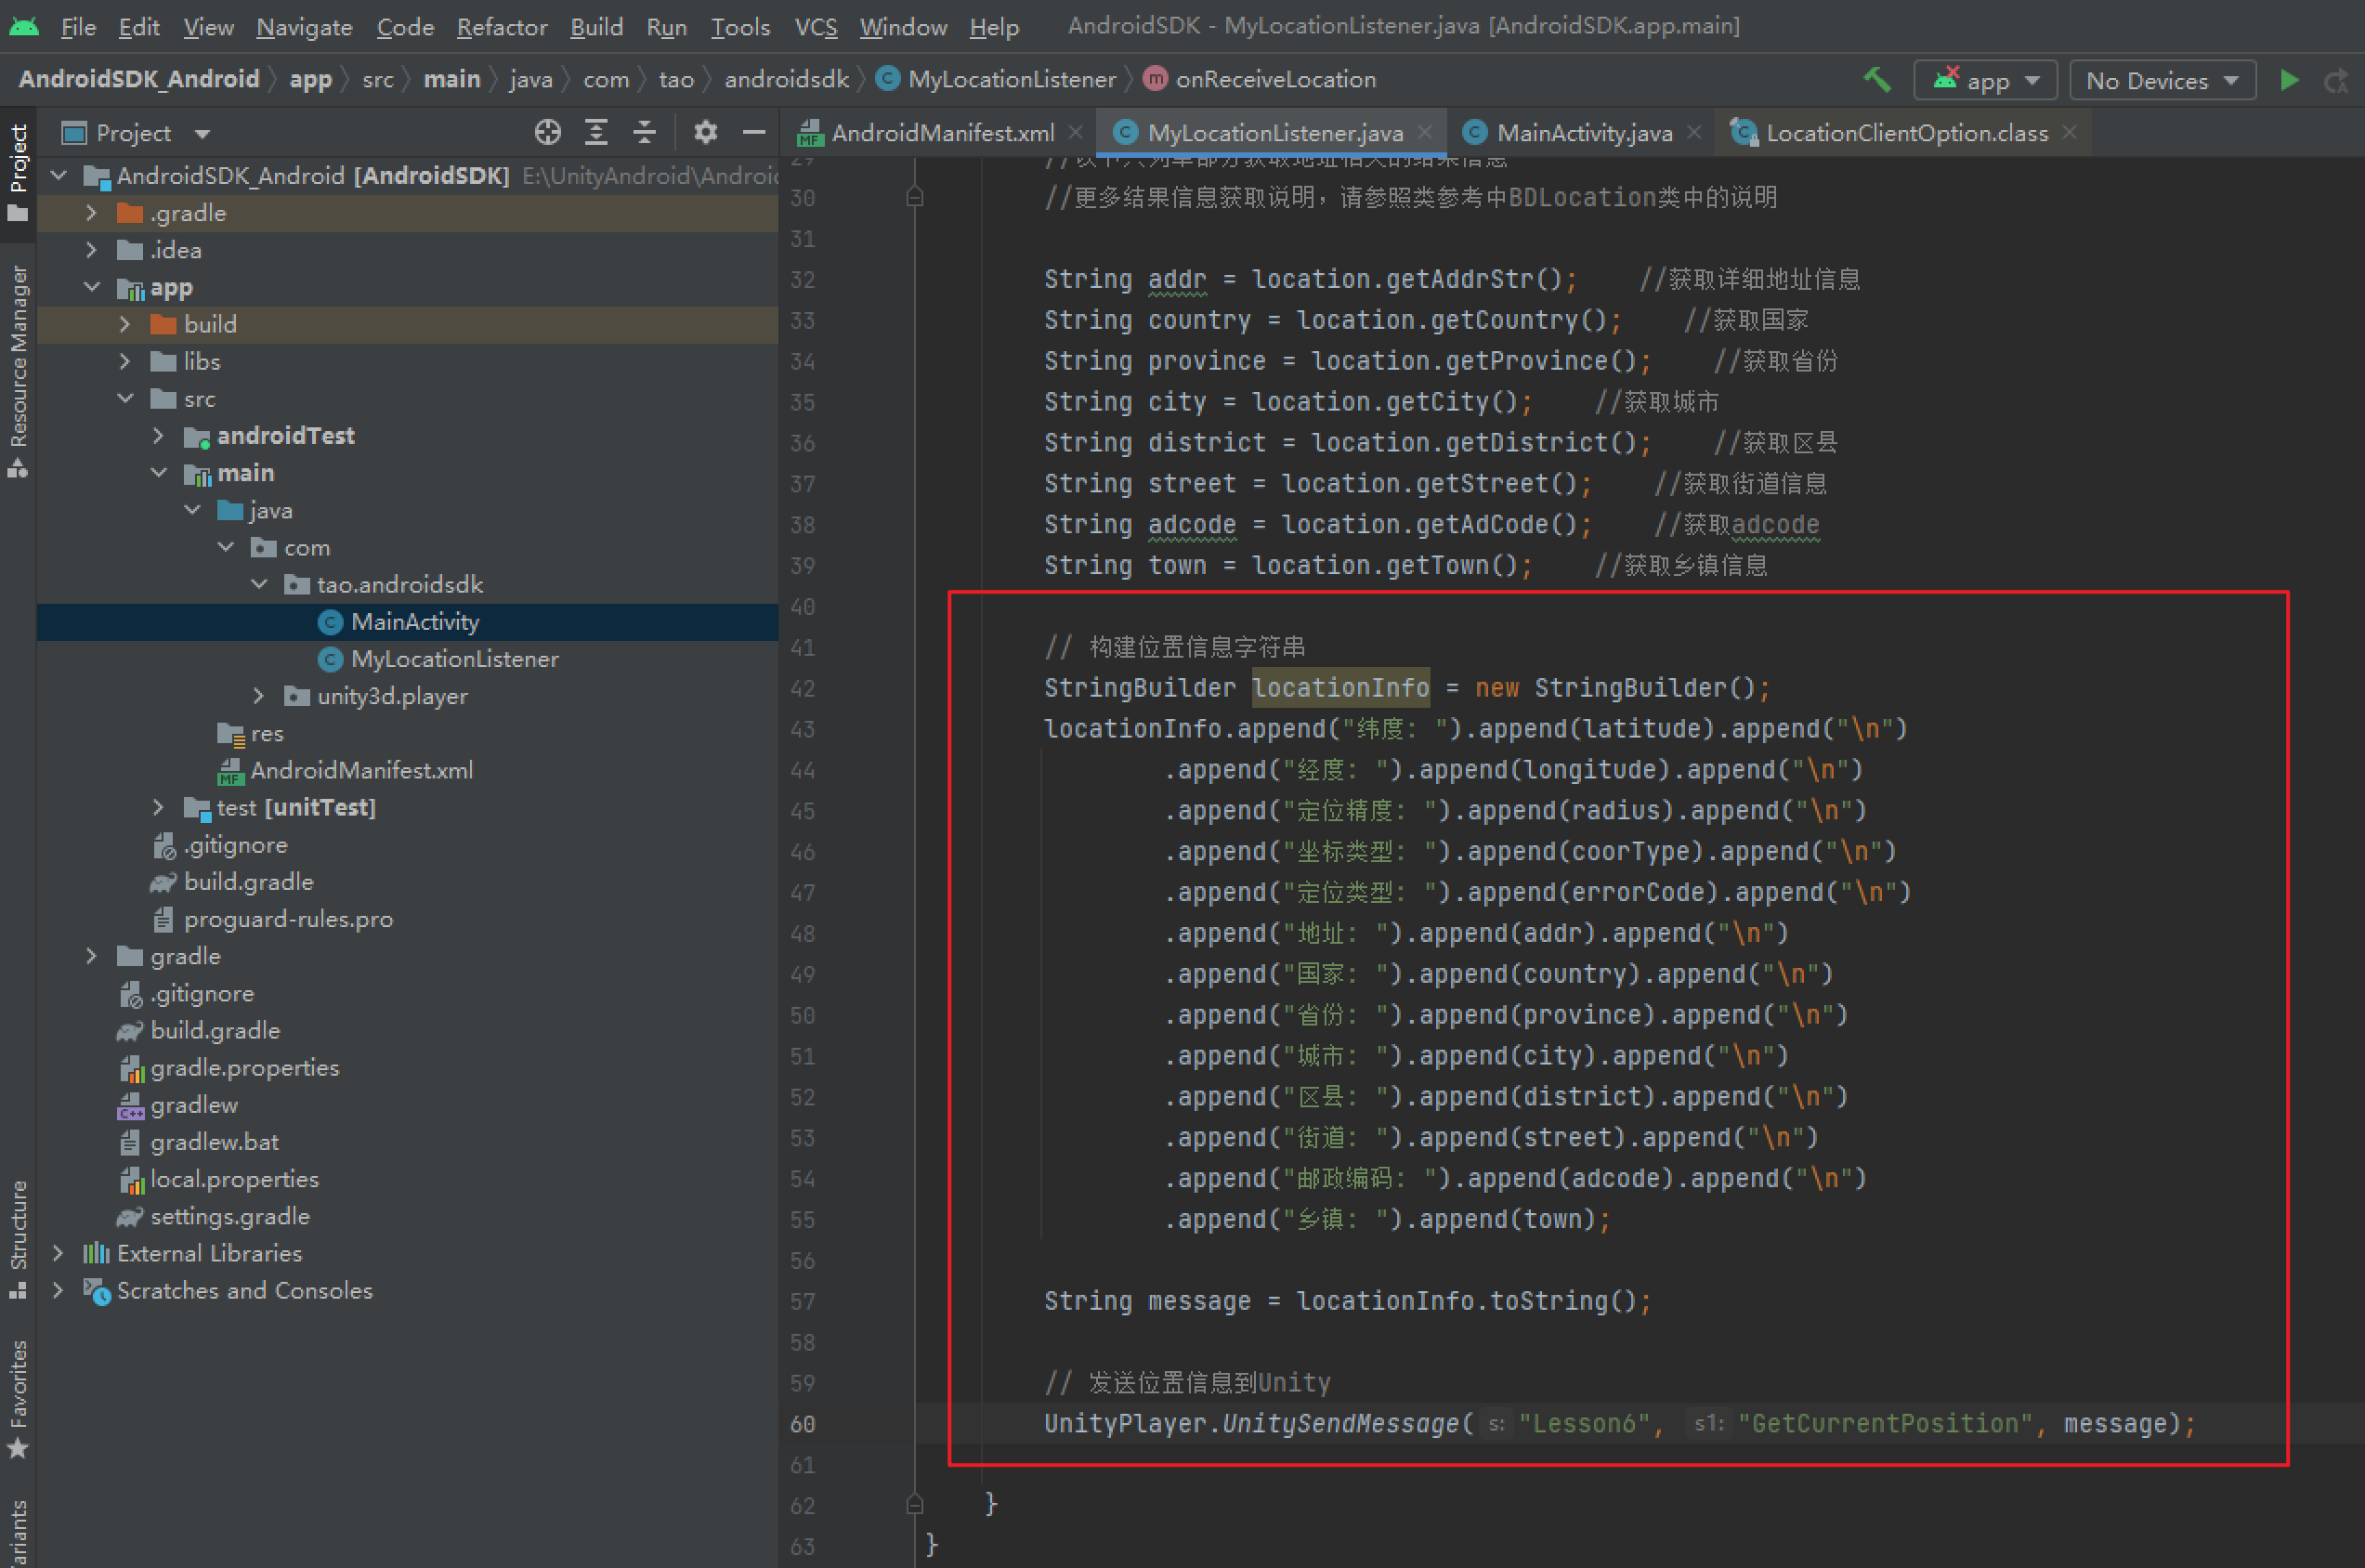 File Edit View Navigate Code Refactor Build Run Tools VCS Window Help AndroidSDK - MyLocationListener.java [AndroidSDK.app.main]
AndroidSDK_Android app src main java com tao androidsdk MyLocationListener onReceiveLocation app No Devices
Project
Resource Manager
Structure
Favorites
Project
AndroidSDK_Android [AndroidSDK] E:\UnityAndroid\Androi
.gradle
.idea
app
build
libs
src
androidTest
main
java
com
tao.androidsdk
MainActivity
MyLocationListener
unity3d.player
res
AndroidManifest.xml
test [unitTest]
.gitignore
build.gradle
proguard-rules.pro
gradle
.gitignore
build.gradle
gradle.properties
gradlew
gradlew.bat
local.properties
settings.gradle
External Libraries
Scratches and Consoles
AndroidManifest.xml MyLocationListener.java MainActivity.java LocationClientOption.class
29 //以下只列举部分获取地址相关的结果信息
30 //更多结果信息获取说明，请参照类参考中BDLocation类中的说明
31
32 String addr = location.getAddrStr(); //获取详细地址信息
33 String country = location.getCountry(); //获取国家
34 String province = location.getProvince(); //获取省份
35 String city = location.getCity(); //获取城市
36 String district = location.getDistrict(); //获取区县
37 String street = location.getStreet(); //获取街道信息
38 String adcode = location.getAdCode(); //获取adcode
39 String town = location.getTown(); //获取乡镇信息
40
41 // 构建位置信息字符串
42 StringBuilder locationInfo = new StringBuilder();
43 locationInfo.append("纬度: ").append(latitude).append("\n")
44 .append("经度: ").append(longitude).append("\n")
45 .append("定位精度: ").append(radius).append("\n")
46 .append("坐标类型: ").append(coorType).append("\n")
47 .append("定位类型: ").append(errorCode).append("\n")
48 .append("地址: ").append(addr).append("\n")
49 .append("国家: ").append(country).append("\n")
50 .append("省份: ").append(province).append("\n")
51 .append("城市: ").append(city).append("\n")
52 .append("区县: ").append(district).append("\n")
53 .append("街道: ").append(street).append("\n")
54 .append("邮政编码: ").append(adcode).append("\n")
55 .append("乡镇: ").append(town);
56
57 String message = locationInfo.toString();
58
59 // 发送位置信息到Unity
60 UnityPlayer.UnitySendMessage( s: "Lesson6", s1: "GetCurrentPosition", message);
61
62 }
63 }